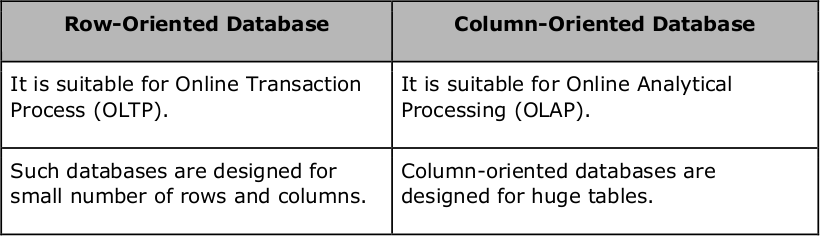 Row-Oriented Database
Column-Oriented Database
It is suitable for Online Transaction
Process (OLTP).
It is suitable for Online Analytical
Processing (OLAP).
Such databases are designed for
small number of rows and columns.
Column-oriented databases are
designed for huge tables.